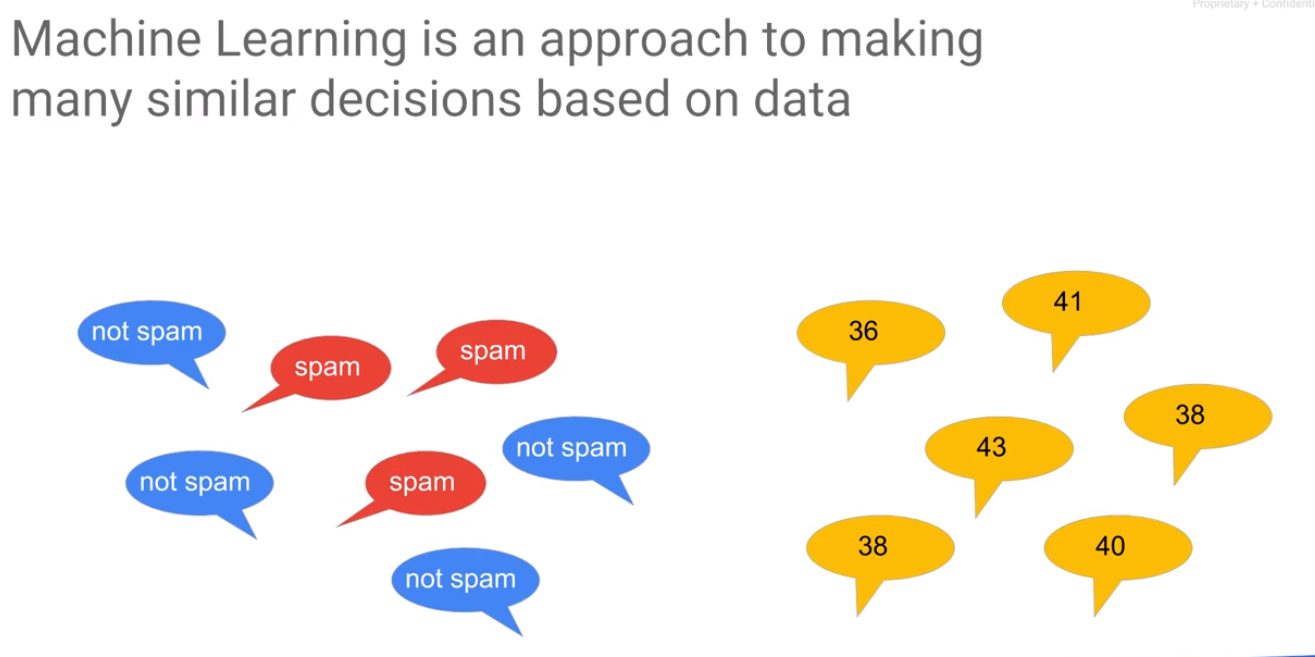 Proprietary + Confidenti
Machine Learning is an approach to making
many similar decisions based on data
not spam
spam
spam
not spam
not spam
spam
not spam
36
41
38
43
38
40